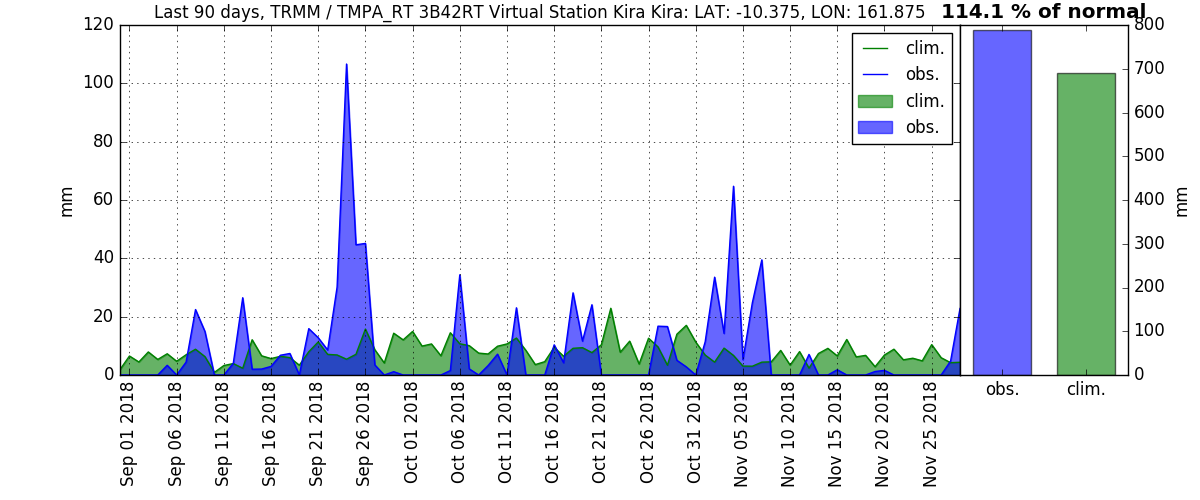 Last 90 days, TRMM / TMPA_RT 3B42RT Virtual Station Kira Kira: LAT: -10.375, LON: 161.875 114.1 % of normal
mm
120
100
80
60
40
20
0
clim.
obs.
clim.
obs.
Sep 01 2018
Sep 06 2018
Sep 11 2018
Sep 16 2018
Sep 21 2018
Sep 26 2018
Oct 01 2018
Oct 06 2018
Oct 11 2018
Oct 16 2018
Oct 21 2018
Oct 26 2018
Oct 31 2018
Nov 05 2018
Nov 10 2018
Nov 15 2018
Nov 20 2018
Nov 25 2018
obs.
clim.
800
700
600
500
400
300
200
100
0
mm